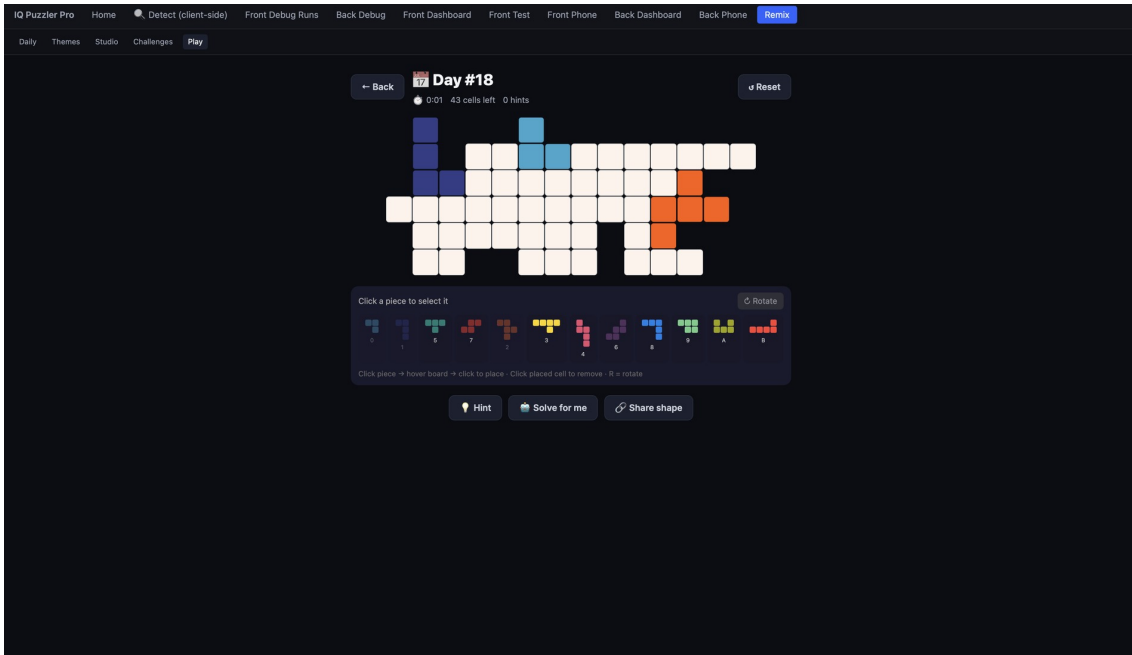 IQ Puzzler Pro Home 🔍 Detect (client-side) Front Debug Runs Back Debug Front Dashboard Front Test Front Phone Back Dashboard Back Phone Remix
Daily Themes Studio Challenges Play
← Back
17 Day #18
↺ Reset
⏱ 0:01 43 cells left 0 hints
Click a piece to select it
↻ Rotate
0 1 5 7 2 3 4 6 8 9 A B
Click piece → hover board → click to place · Click placed cell to remove · R = rotate
💡 Hint
🤖 Solve for me
🔗 Share shape